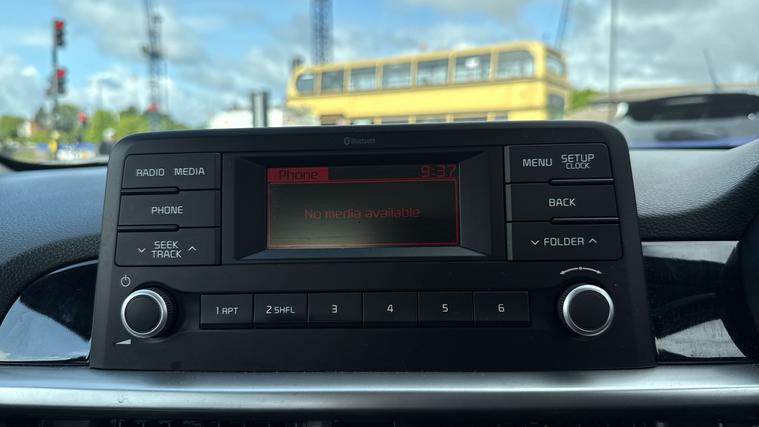 Bluetooth
RADIO MEDIA
PHONE
SEEK
TRACK
Phone 9:37
No media available
MENU SETUP
CLOCK
BACK
FOLDER
1 APT 2 SHFL 3 4 5 6